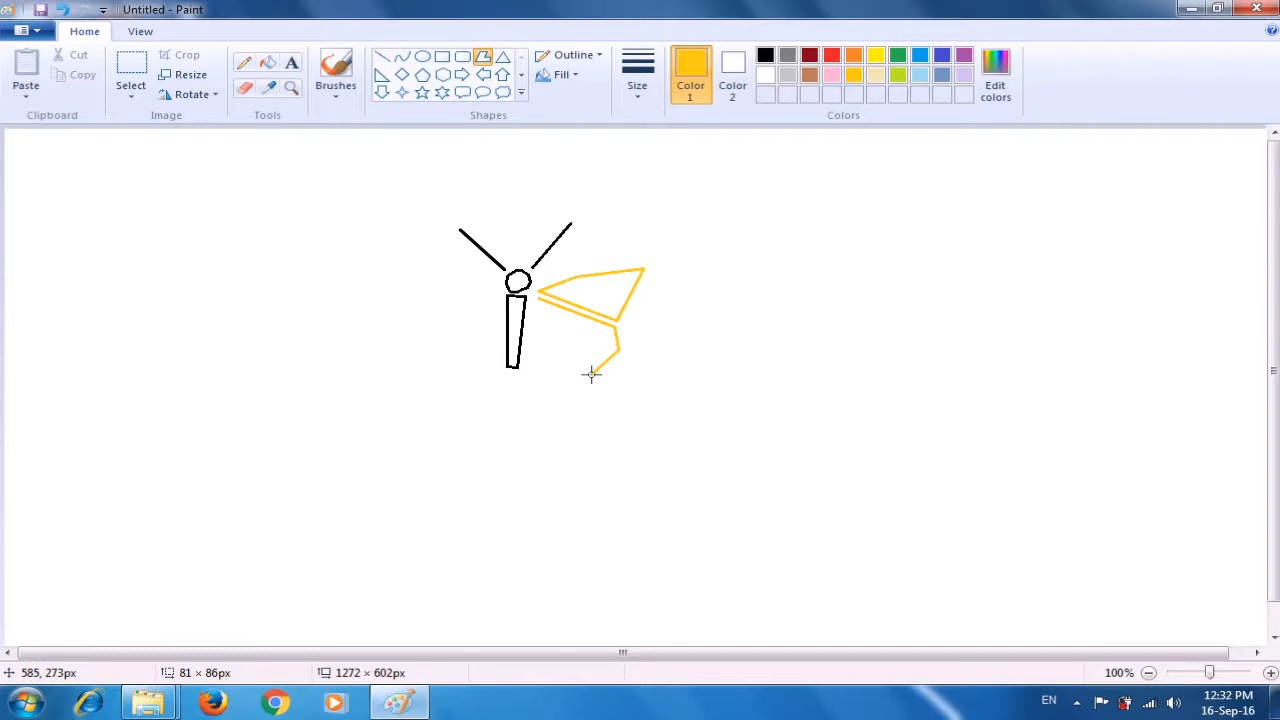 Untitled - Paint
Home
View
Paste
Cut
Copy
Clipboard
Select
Crop
Resize
Rotate
Image
A
Tools
Brushes
Outline
Fill
Shapes
Size
Color 1
Color 2
Edit colors
Colors
585, 273px
81 × 86px
1272 × 602px
100%
EN
12:32 PM
16-Sep-16